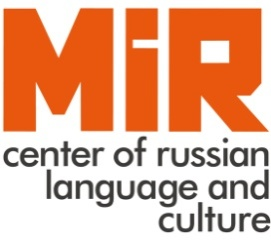 MiR
center of russian
language and
culture